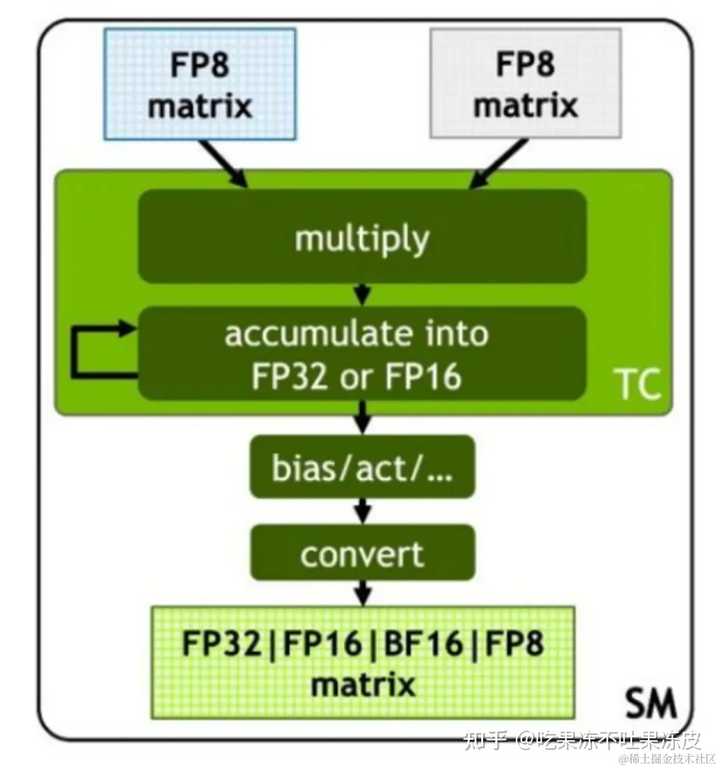 FP8
matrix
FP8
matrix
multiply
accumulate into
FP32 or FP16
TC
bias/act/...
convert
FP32|FP16|BF16|FP8
matrix
SM
知乎 @吃果冻不吐果冻皮
@稀土掘金技术社区